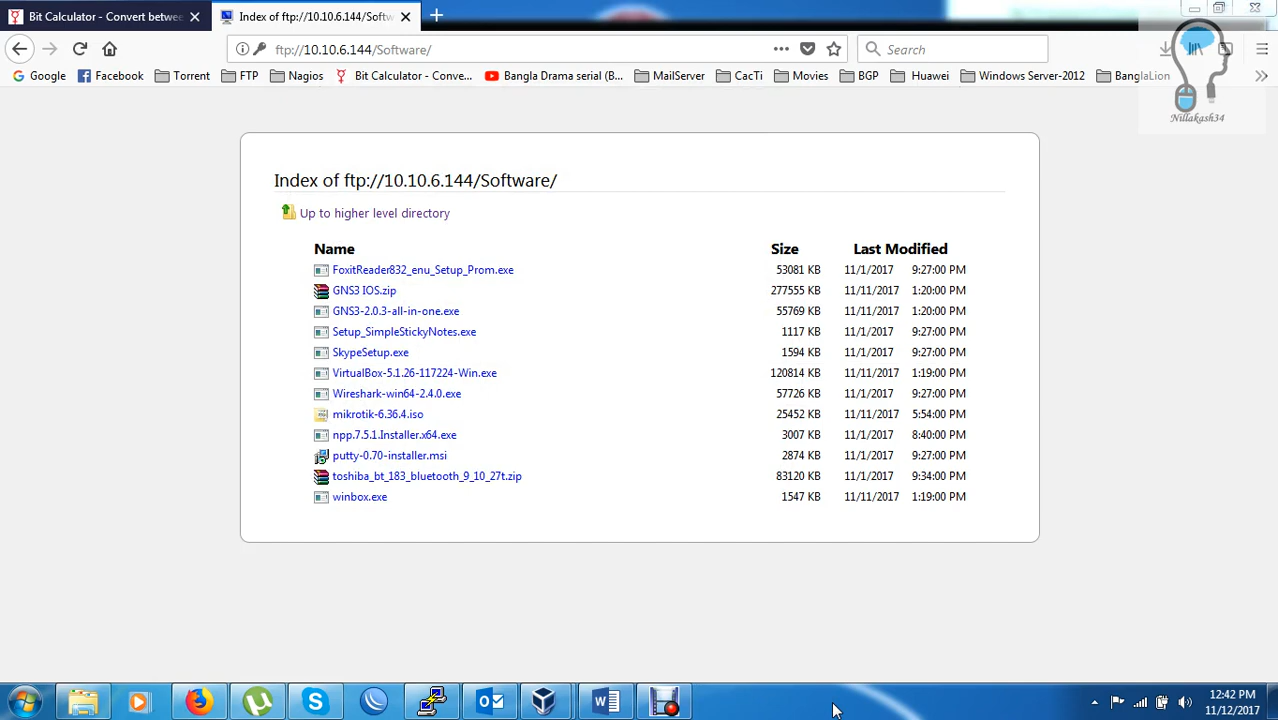 Bit Calculator - Convert betwee
Index of ftp://10.10.6.144/Softw
ftp://10.10.6.144/Software/
Search
Google
Facebook
Torrent
FTP
Nagios
Bit Calculator - Conve...
Bangla Drama serial (B...
MailServer
CacTi
Movies
BGP
Huawei
Windows Server-2012
BanglaLion
Nillakash34
Index of ftp://10.10.6.144/Software/
Up to higher level directory
Name Size Last Modified
FoxitReader832_enu_Setup_Prom.exe 53081 KB 11/1/2017 9:27:00 PM
GNS3 IOS.zip 277555 KB 11/11/2017 1:20:00 PM
GNS3-2.0.3-all-in-one.exe 55769 KB 11/11/2017 1:20:00 PM
Setup_SimpleStickyNotes.exe 1117 KB 11/1/2017 9:27:00 PM
SkypeSetup.exe 1594 KB 11/1/2017 9:27:00 PM
VirtualBox-5.1.26-117224-Win.exe 120814 KB 11/11/2017 1:19:00 PM
Wireshark-win64-2.4.0.exe 57726 KB 11/1/2017 9:27:00 PM
mikrotik-6.36.4.iso 25452 KB 11/11/2017 5:54:00 PM
npp.7.5.1.Installer.x64.exe 3007 KB 11/1/2017 8:40:00 PM
putty-0.70-installer.msi 2874 KB 11/1/2017 9:27:00 PM
toshiba_bt_183_bluetooth_9_10_27t.zip 83120 KB 11/1/2017 9:34:00 PM
winbox.exe 1547 KB 11/11/2017 1:19:00 PM
12:42 PM
11/12/2017